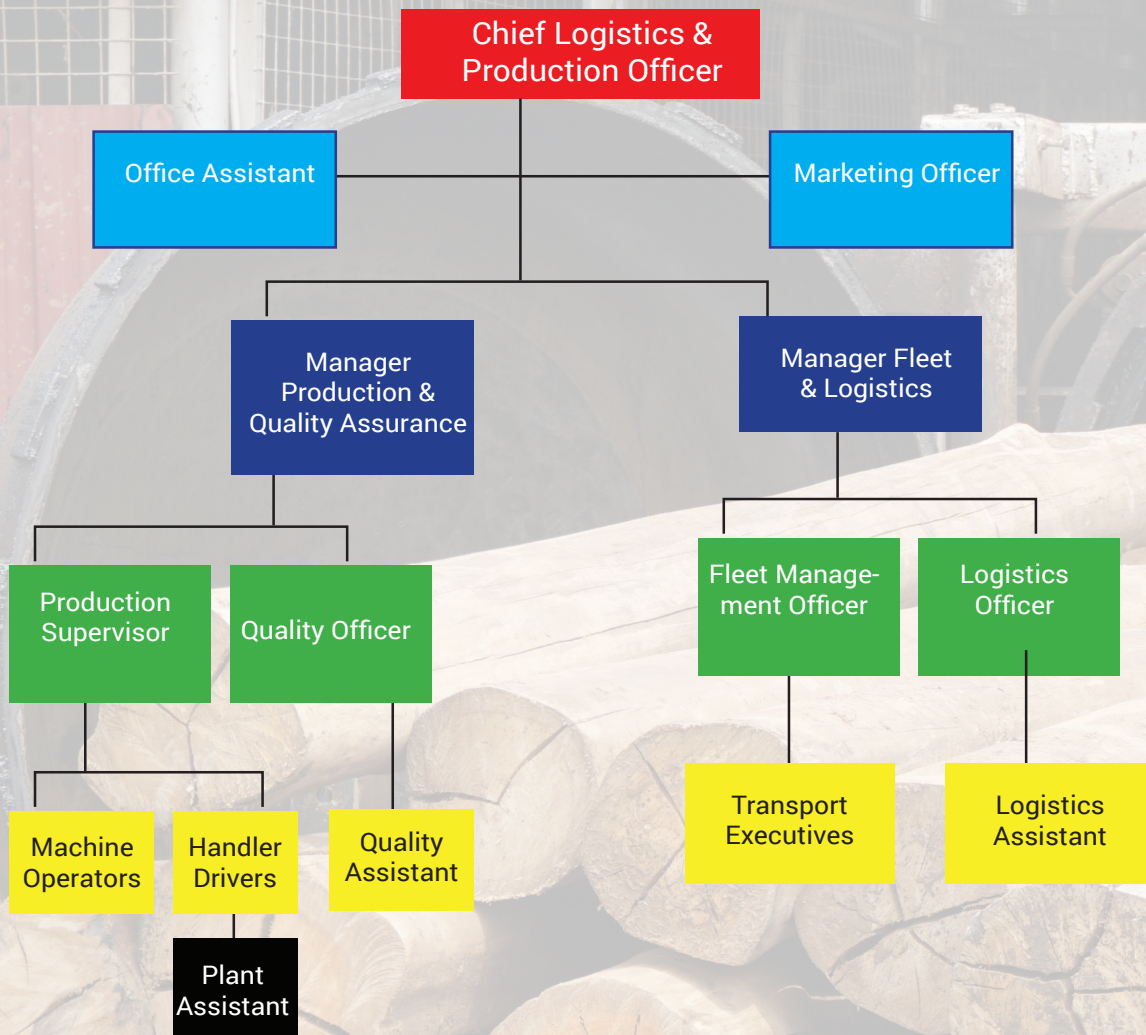 Chief Logistics &
Production Officer
Office Assistant
Marketing Officer
Manager
Production &
Quality Assurance
Manager Fleet
& Logistics
Production
Supervisor
Quality Officer
Fleet Manage-
ment Officer
Logistics
Officer
Machine
Operators
Handler
Drivers
Quality
Assistant
Transport
Executives
Logistics
Assistant
Plant
Assistant